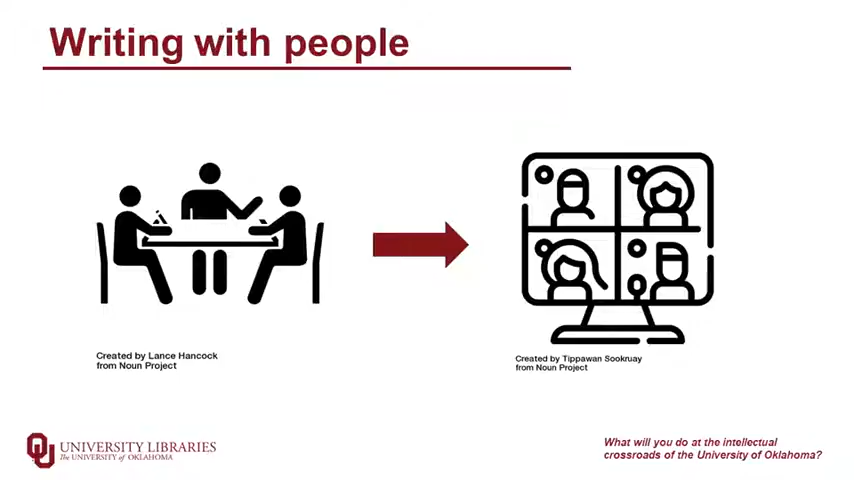 Writing with people
Created by Lance Hancock
from Noun Project
Created by Tippawan Sookruay
from Noun Project
OU
UNIVERSITY LIBRARIES
The UNIVERSITY of OKLAHOMA
What will you do at the intellectual
crossroads of the University of Oklahoma?